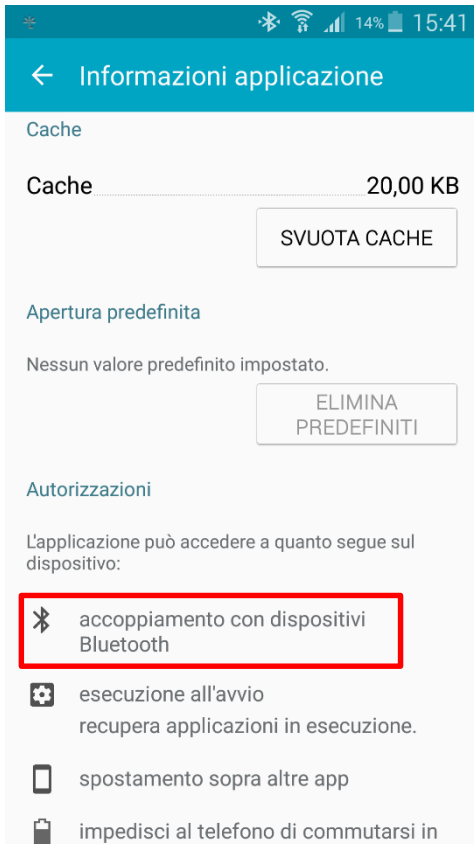 14% 15:41
Informazioni applicazione
Cache
Cache 20,00 KB
SVUOTA CACHE
Apertura predefinita
Nessun valore predefinito impostato.
ELIMINA
PREDEFINITI
Autorizzazioni
L'applicazione può accedere a quanto segue sul
dispositivo:
accoppiamento con dispositivi
Bluetooth
esecuzione all'avvio
recupera applicazioni in esecuzione.
spostamento sopra altre app
impedisci al telefono di commutarsi in